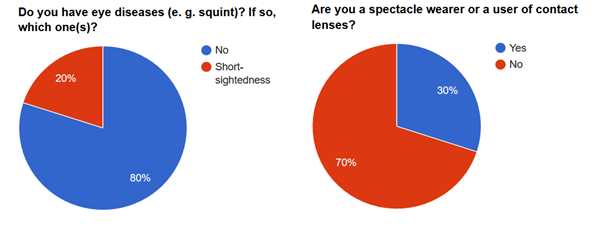 Do you have eye diseases (e. g. squint)? If so,
which one(s)?
No
Short-
sightedness
20%
80%
Are you a spectacle wearer or a user of contact
lenses?
Yes
No
30%
70%